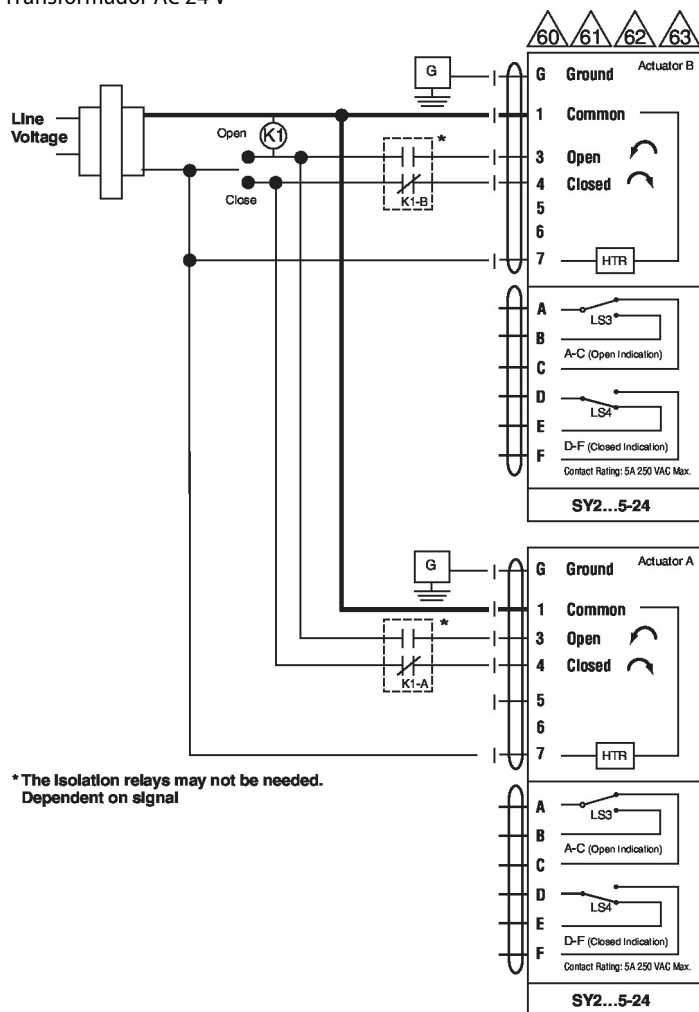 Transformador AC 24 V
60 61 62 63
Actuator B
G
G Ground
Line
Voltage
1 Common
Open
K1
*
3 Open
4 Closed
Close
K1-B
5
6
7
HTR
A
LS3
B
A-C (Open Indication)
C
D
LS4
E
D-F (Closed Indication)
F
Contact Rating: 5A 250 VAC Max.
SY2...5-24
Actuator A
G
G Ground
1 Common
*
3 Open
4 Closed
K1-A
5
6
7
HTR
* The Isolation relays may not be needed.
Dependent on signal
A
LS3
B
A-C (Open Indication)
C
D
LS4
E
D-F (Closed Indication)
F
Contact Rating: 5A 250 VAC Max.
SY2...5-24